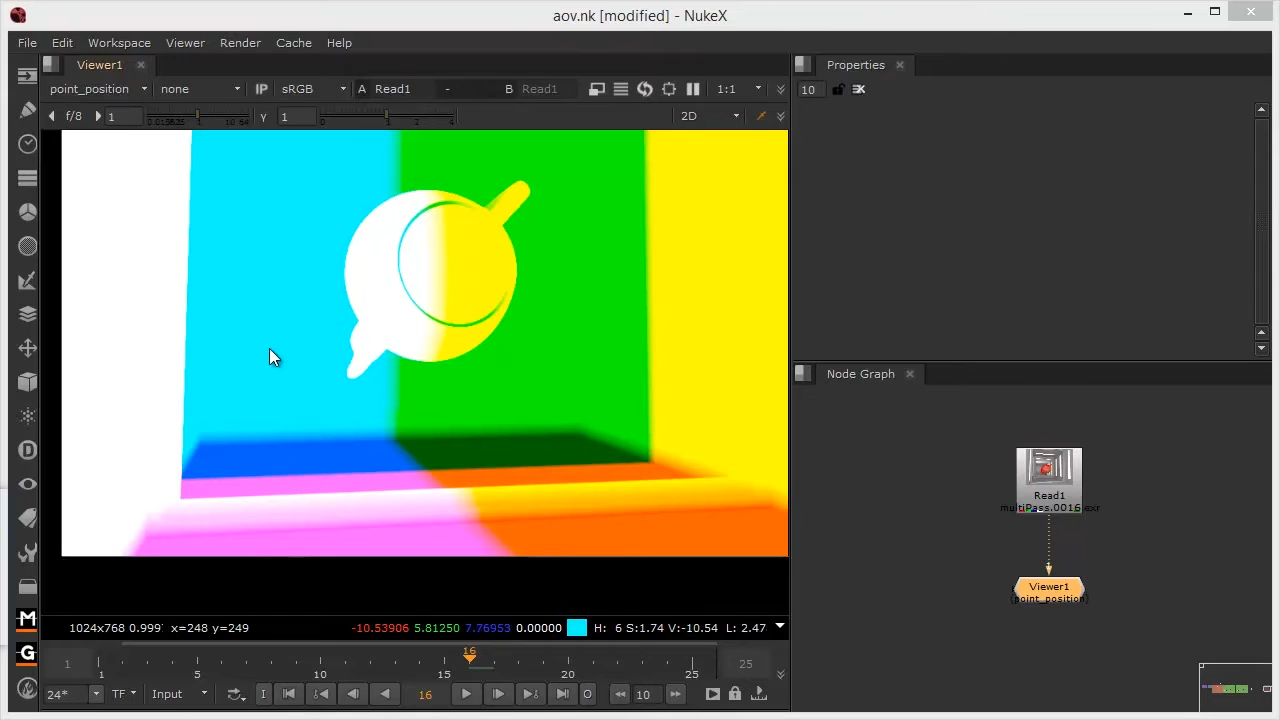 aov.nk [modified] - NukeX
File Edit Workspace Viewer Render Cache Help
Viewer1
point_position none IP sRGB A Read1 - B Read1 1:1
f/8 1 γ 1 2D
1024x768 0.997 x=248 y=249 -10.53906 5.81250 7.76953 0.00000 H: 6 S:1.74 V:-10.54 L: 2.47
1 16 25
1 5 10 15 20 25
24* TF Input I 16 O 10
Properties
10
Node Graph
Read1
multiPass.0016.exr
Viewer1
(point_position)
M
G
D